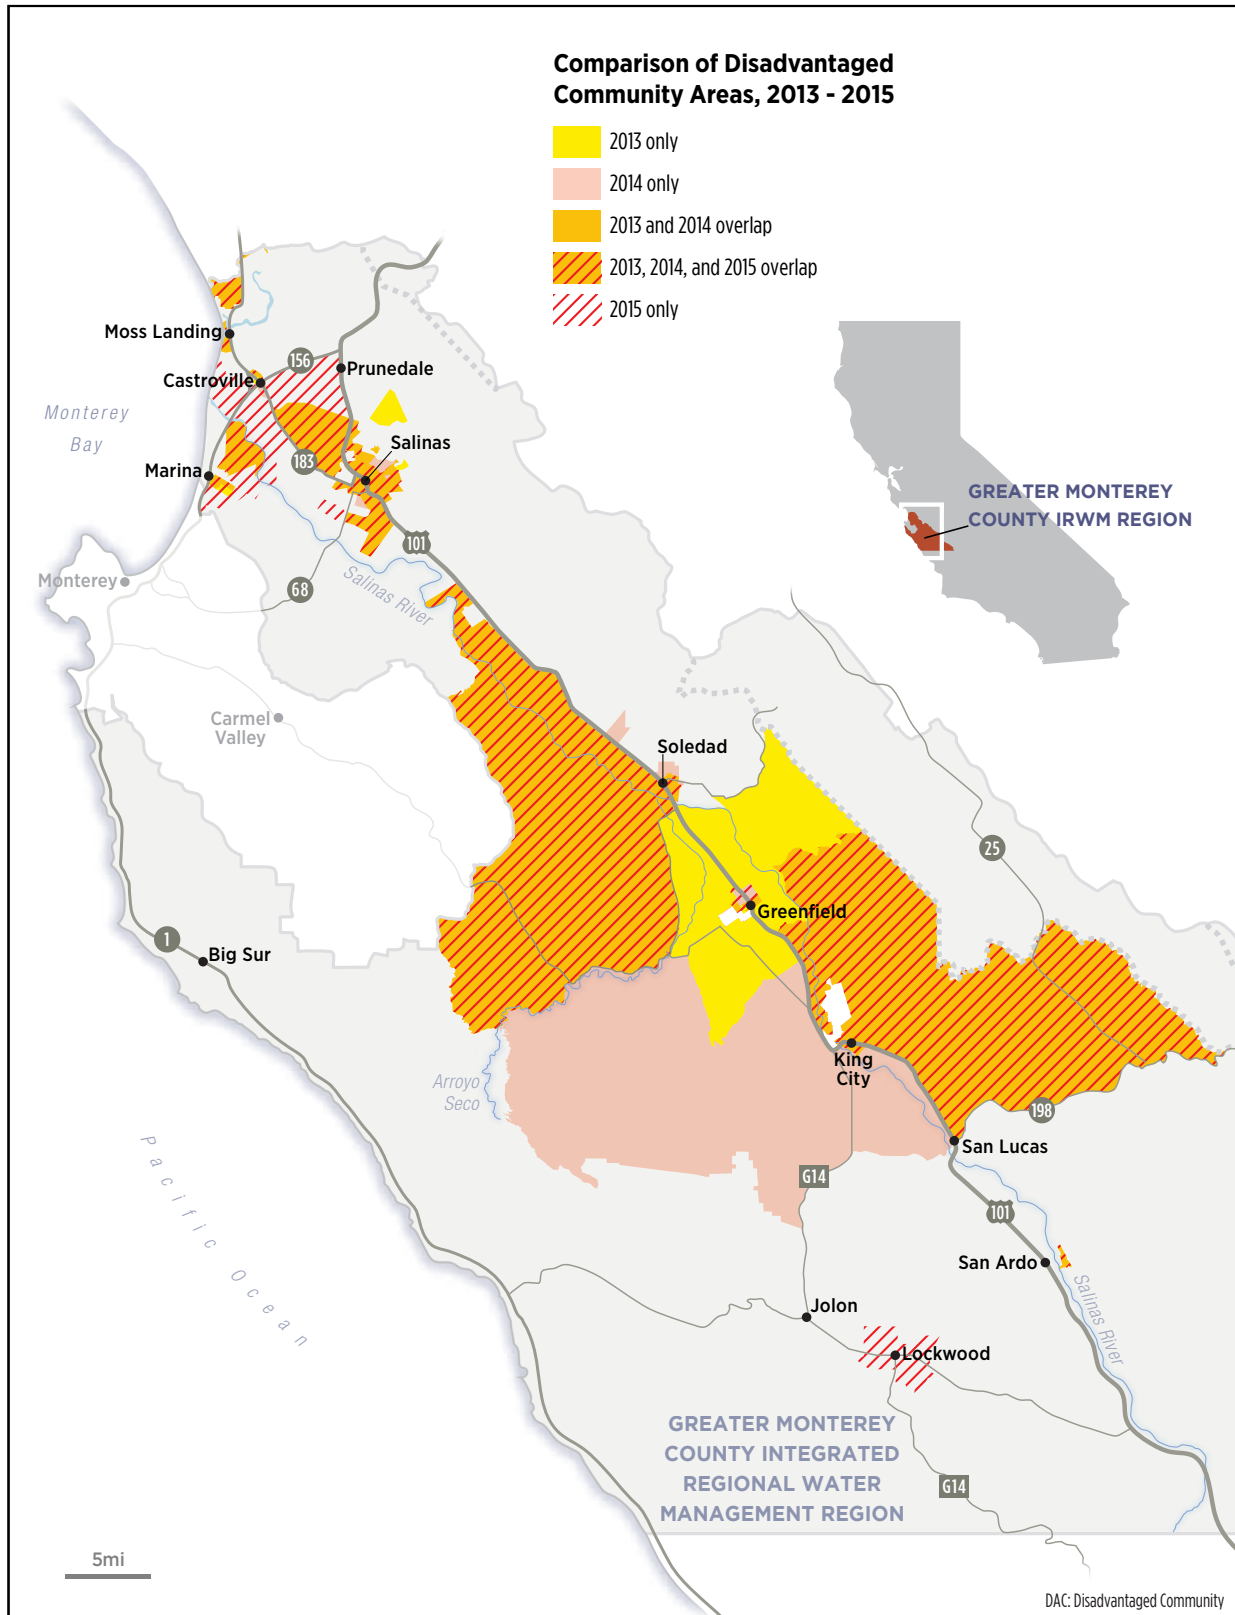 Comparison of Disadvantaged
Community Areas, 2013 - 2015
2013 only
2014 only
2013 and 2014 overlap
2013, 2014, and 2015 overlap
2015 only
Moss Landing
156
Prunedale
Castroville
Monterey
Bay
Salinas
Marina
183
GREATER MONTEREY
COUNTY IRWM REGION
101
Monterey
68
Salinas River
Carmel
Valley
Soledad
25
Greenfield
1
Big Sur
King
City
Arroyo
Seco
198
San Lucas
Pacific Ocean
G14
101
San Ardo
Salinas River
Jolon
Lockwood
GREATER MONTEREY
COUNTY INTEGRATED
REGIONAL WATER
MANAGEMENT REGION
G14
5mi
DAC: Disadvantaged Community